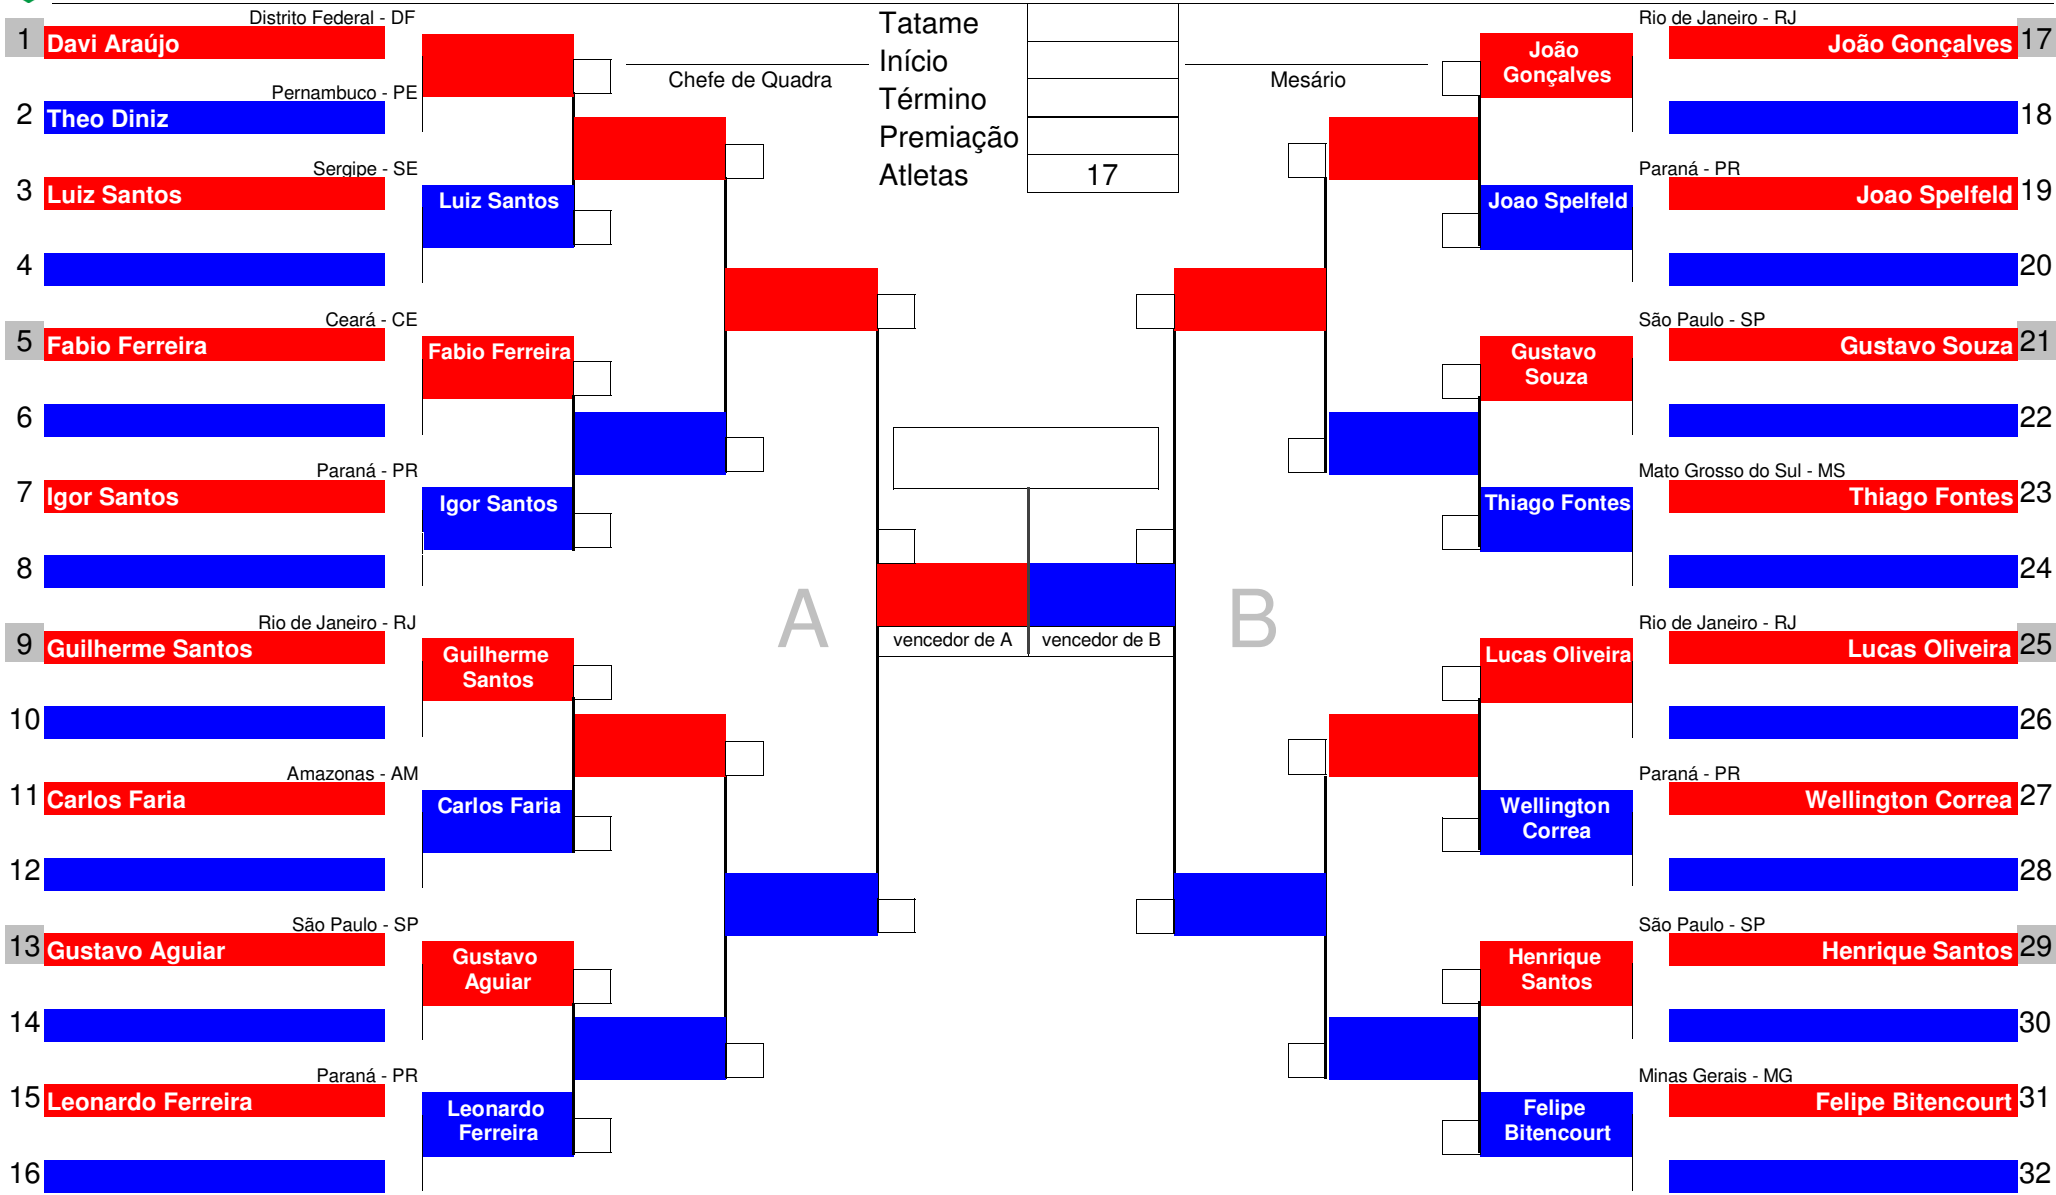 Distrito Federal - DF
1 Davi Araújo
Pernambuco - PE
2 Theo Diniz
Sergipe - SE
3 Luiz Santos
Luiz Santos
4
Ceará - CE
5 Fabio Ferreira
Fabio Ferreira
6
Paraná - PR
7 Igor Santos
Igor Santos
8
Rio de Janeiro - RJ
9 Guilherme Santos
Guilherme
Santos
10
Amazonas - AM
11 Carlos Faria
Carlos Faria
12
São Paulo - SP
13 Gustavo Aguiar
Gustavo
Aguiar
14
Paraná - PR
15 Leonardo Ferreira
Leonardo
Ferreira
16
Chefe de Quadra
Tatame
Início
Término
Premiação
Atletas 17
Mesário
A
B
vencedor de A
vencedor de B
Rio de Janeiro - RJ
João Gonçalves 17
João
Gonçalves
18
Paraná - PR
Joao Spelfeld 19
Joao Spelfeld
20
São Paulo - SP
Gustavo Souza 21
Gustavo
Souza
22
Mato Grosso do Sul - MS
Thiago Fontes 23
Thiago Fontes
24
Rio de Janeiro - RJ
Lucas Oliveira 25
Lucas Oliveira
26
Paraná - PR
Wellington Correa 27
Wellington
Correa
28
São Paulo - SP
Henrique Santos 29
Henrique
Santos
30
Minas Gerais - MG
Felipe Bitencourt 31
Felipe
Bitencourt
32